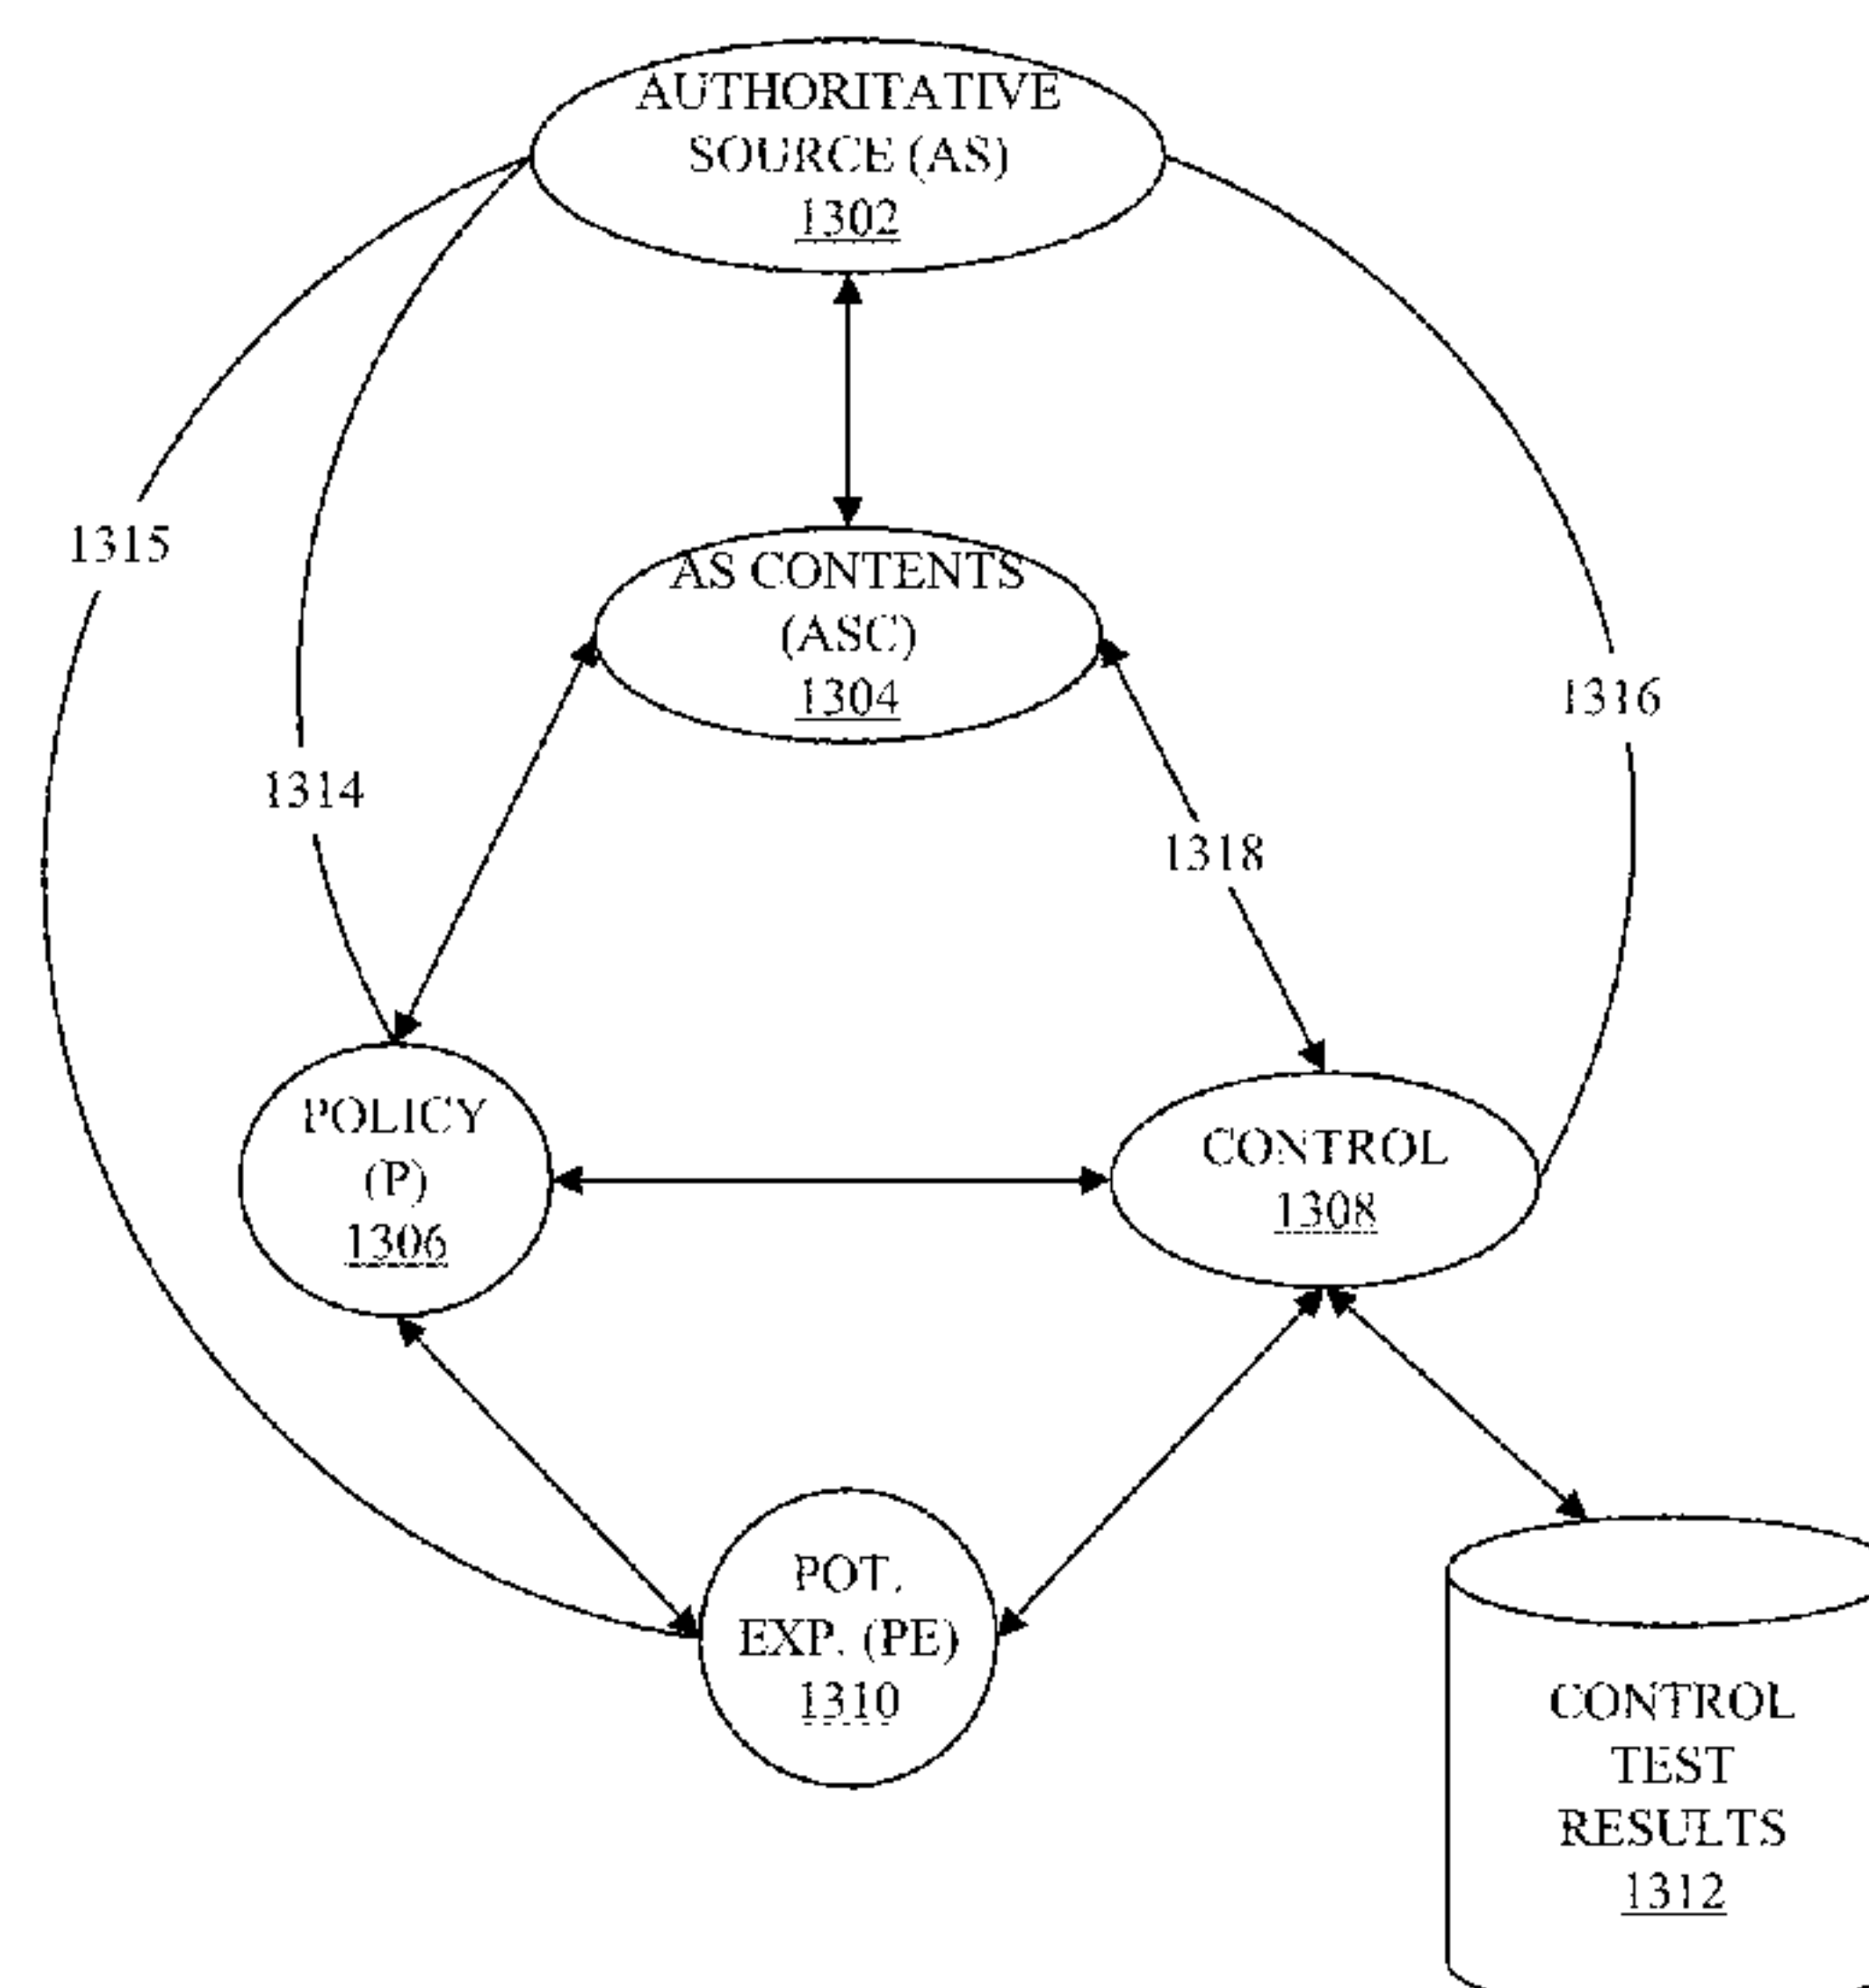 AUTHORITATIVE
SOURCE (AS)
1302
1315
AS CONTENTS
(ASC)
1304
1316
1314
1318
POLICY
(P)
1306
CONTROL
1308
POT.
EXP. (PE)
1310
CONTROL
TEST
RESULTS
1312